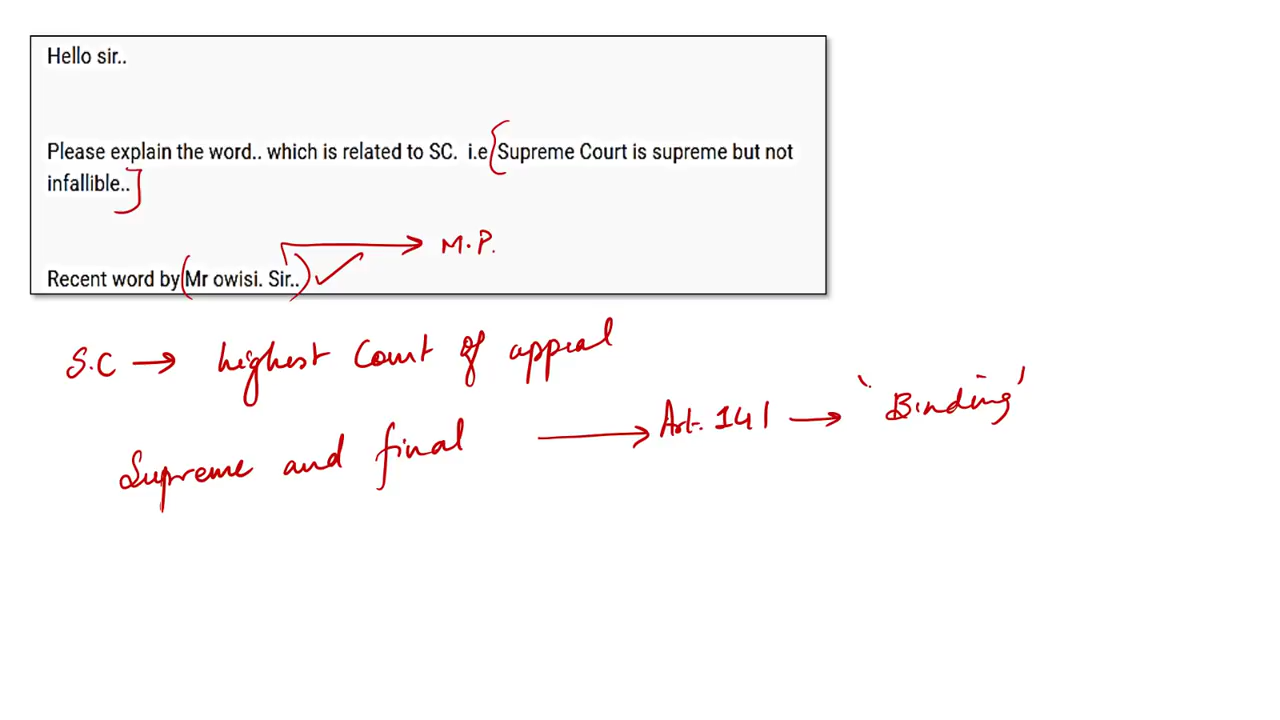 Hello sir..
Please explain the word.. which is related to SC. i.e Supreme Court is supreme but not
infallible..
M.P.
Recent word by Mr owisi. Sir..
S.C → highest Court of appeal
Supreme and final → Art. 141 → 'Binding'